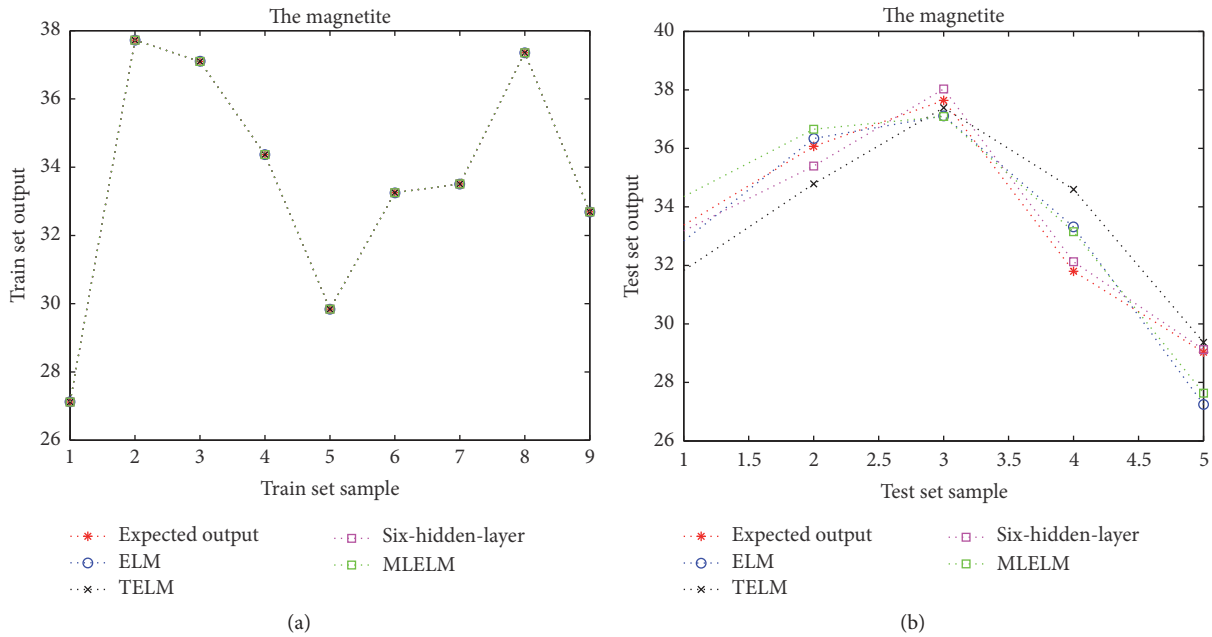 The magnetite
38
36
34
32
30
28
26
Train set output
1 2 3 4 5 6 7 8 9
Train set sample
Expected output
ELM
TELM
Six-hidden-layer
MLELM
(a)
The magnetite
40
38
36
34
32
30
28
26
Test set output
1 1.5 2 2.5 3 3.5 4 4.5 5
Test set sample
Expected output
ELM
TELM
Six-hidden-layer
MLELM
(b)